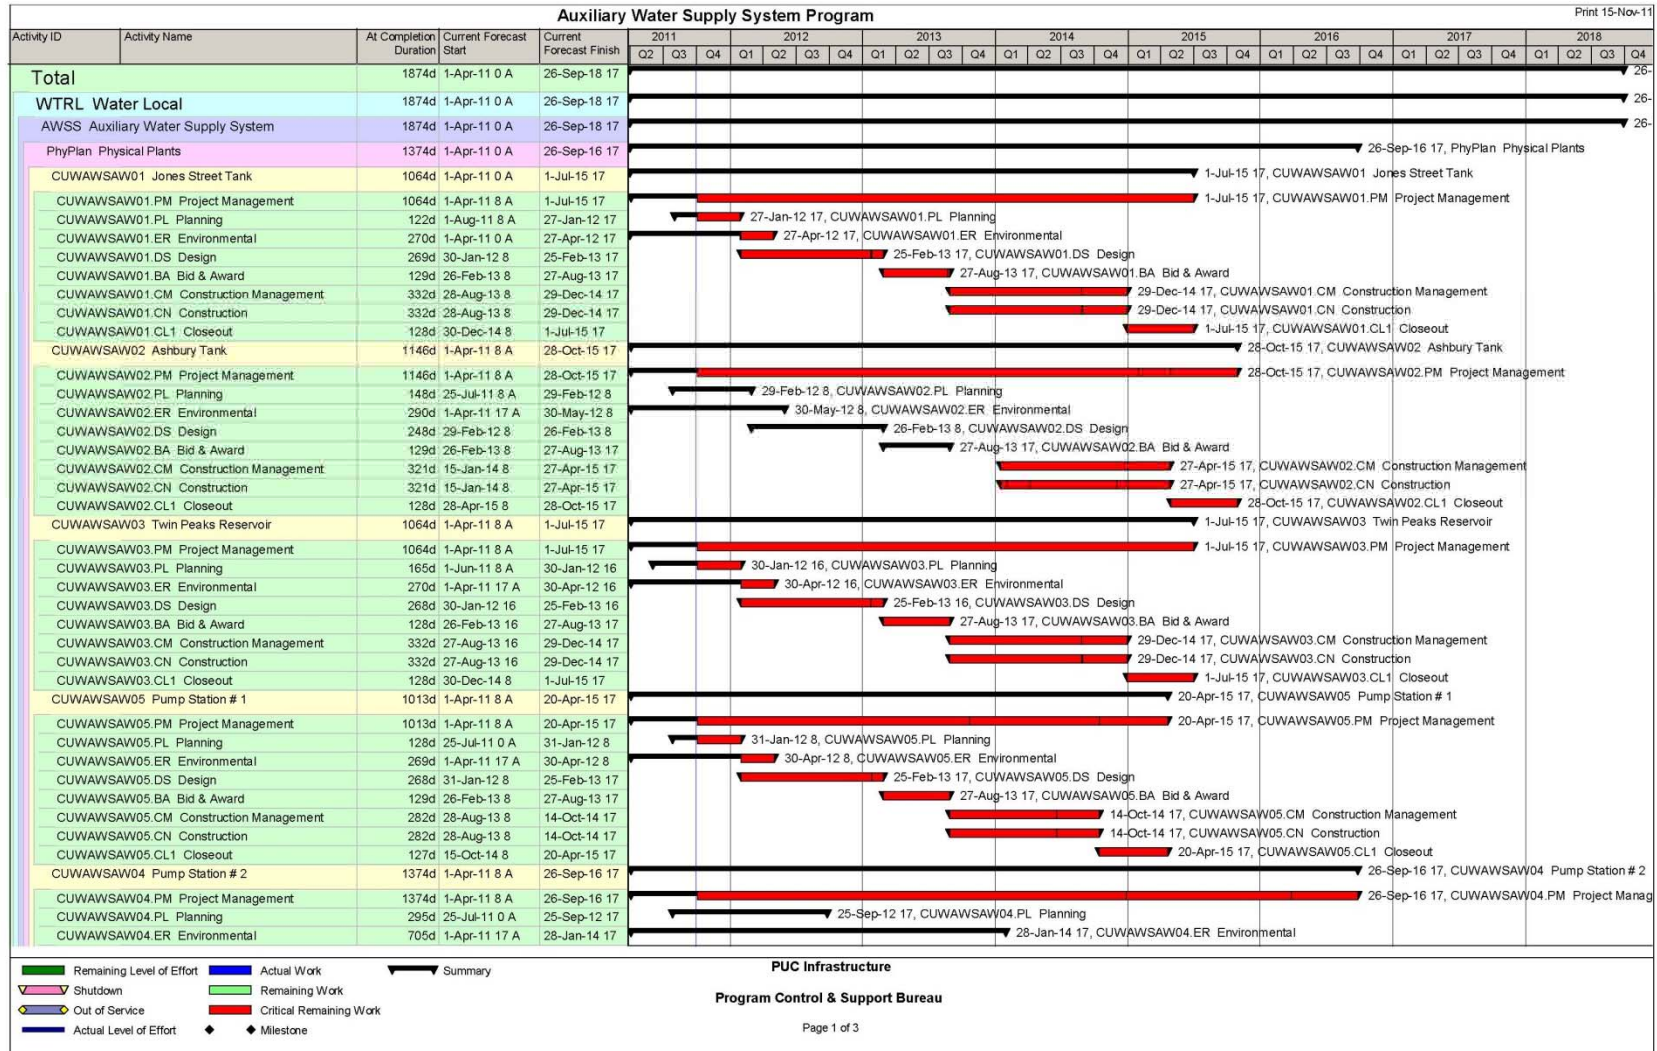 Auxiliary Water Supply System Program
Print 15-Nov-11
Activity ID Activity Name At Completion Duration Current Forecast Start Current Forecast Finish 2011 2012 2013 2014 2015 2016 2017 2018
Q2 Q3 Q4 Q1 Q2 Q3 Q4 Q1 Q2 Q3 Q4 Q1 Q2 Q3 Q4 Q1 Q2 Q3 Q4 Q1 Q2 Q3 Q4 Q1 Q2 Q3 Q4 Q1 Q2 Q3 Q4
Total 1874d 1-Apr-11 0 A 26-Sep-18 17 26-
WTRL Water Local 1874d 1-Apr-11 0 A 26-Sep-18 17 26-
AWSS Auxiliary Water Supply System 1874d 1-Apr-11 0 A 26-Sep-18 17 26-
PhyPlan Physical Plants 1374d 1-Apr-11 0 A 26-Sep-16 17 26-Sep-16 17, PhyPlan Physical Plants
CUWAWSAW01 Jones Street Tank 1064d 1-Apr-11 0 A 1-Jul-15 17 1-Jul-15 17, CUWAWSAW01 Jones Street Tank
CUWAWSAW01.PM Project Management 1064d 1-Apr-11 8 A 1-Jul-15 17 1-Jul-15 17, CUWAWSAW01.PM Project Management
CUWAWSAW01.PL Planning 122d 1-Aug-11 8 A 27-Jan-12 17 27-Jan-12 17, CUWAWSAW01.PL Planning
CUWAWSAW01.ER Environmental 270d 1-Apr-11 0 A 27-Apr-12 17 27-Apr-12 17, CUWAWSAW01.ER Environmental
CUWAWSAW01.DS Design 269d 30-Jan-12 8 25-Feb-13 17 25-Feb-13 17, CUWAWSAW01.DS Design
CUWAWSAW01.BA Bid & Award 129d 26-Feb-13 8 27-Aug-13 17 27-Aug-13 17, CUWAWSAW01.BA Bid & Award
CUWAWSAW01.CM Construction Management 332d 28-Aug-13 8 29-Dec-14 17 29-Dec-14 17, CUWAWSAW01.CM Construction Management
CUWAWSAW01.CN Construction 332d 28-Aug-13 8 29-Dec-14 17 29-Dec-14 17, CUWAWSAW01.CN Construction
CUWAWSAW01.CL1 Closeout 128d 30-Dec-14 8 1-Jul-15 17 1-Jul-15 17, CUWAWSAW01.CL1 Closeout
CUWAWSAW02 Ashbury Tank 1146d 1-Apr-11 8 A 28-Oct-15 17 28-Oct-15 17, CUWAWSAW02 Ashbury Tank
CUWAWSAW02.PM Project Management 1146d 1-Apr-11 8 A 28-Oct-15 17 28-Oct-15 17, CUWAWSAW02.PM Project Management
CUWAWSAW02.PL Planning 148d 25-Jul-11 8 A 29-Feb-12 8 29-Feb-12 8, CUWAWSAW02.PL Planning
CUWAWSAW02.ER Environmental 290d 1-Apr-11 17 A 30-May-12 8 30-May-12 8, CUWAWSAW02.ER Environmental
CUWAWSAW02.DS Design 248d 29-Feb-12 8 26-Feb-13 8 26-Feb-13 8, CUWAWSAW02.DS Design
CUWAWSAW02.BA Bid & Award 129d 26-Feb-13 8 27-Aug-13 17 27-Aug-13 17, CUWAWSAW02.BA Bid & Award
CUWAWSAW02.CM Construction Management 321d 15-Jan-14 8 27-Apr-15 17 27-Apr-15 17, CUWAWSAW02.CM Construction Management
CUWAWSAW02.CN Construction 321d 15-Jan-14 8 27-Apr-15 17 27-Apr-15 17, CUWAWSAW02.CN Construction
CUWAWSAW02.CL1 Closeout 128d 28-Apr-15 8 28-Oct-15 17 28-Oct-15 17, CUWAWSAW02.CL1 Closeout
CUWAWSAW03 Twin Peaks Reservoir 1064d 1-Apr-11 8 A 1-Jul-15 17 1-Jul-15 17, CUWAWSAW03 Twin Peaks Reservoir
CUWAWSAW03.PM Project Management 1064d 1-Apr-11 8 A 1-Jul-15 17 1-Jul-15 17, CUWAWSAW03.PM Project Management
CUWAWSAW03.PL Planning 165d 1-Jun-11 8 A 30-Jan-12 16 30-Jan-12 16, CUWAWSAW03.PL Planning
CUWAWSAW03.ER Environmental 270d 1-Apr-11 17 A 30-Apr-12 16 30-Apr-12 16, CUWAWSAW03.ER Environmental
CUWAWSAW03.DS Design 268d 30-Jan-12 16 25-Feb-13 16 25-Feb-13 16, CUWAWSAW03.DS Design
CUWAWSAW03.BA Bid & Award 128d 26-Feb-13 16 27-Aug-13 17 27-Aug-13 17, CUWAWSAW03.BA Bid & Award
CUWAWSAW03.CM Construction Management 332d 27-Aug-13 16 29-Dec-14 17 29-Dec-14 17, CUWAWSAW03.CM Construction Management
CUWAWSAW03.CN Construction 332d 27-Aug-13 16 29-Dec-14 17 29-Dec-14 17, CUWAWSAW03.CN Construction
CUWAWSAW03.CL1 Closeout 128d 30-Dec-14 8 1-Jul-15 17 1-Jul-15 17, CUWAWSAW03.CL1 Closeout
CUWAWSAW05 Pump Station # 1 1013d 1-Apr-11 8 A 20-Apr-15 17 20-Apr-15 17, CUWAWSAW05 Pump Station # 1
CUWAWSAW05.PM Project Management 1013d 1-Apr-11 8 A 20-Apr-15 17 20-Apr-15 17, CUWAWSAW05.PM Project Management
CUWAWSAW05.PL Planning 128d 25-Jul-11 0 A 31-Jan-12 8 31-Jan-12 8, CUWAWSAW05.PL Planning
CUWAWSAW05.ER Environmental 269d 1-Apr-11 17 A 30-Apr-12 8 30-Apr-12 8, CUWAWSAW05.ER Environmental
CUWAWSAW05.DS Design 268d 31-Jan-12 8 25-Feb-13 17 25-Feb-13 17, CUWAWSAW05.DS Design
CUWAWSAW05.BA Bid & Award 129d 26-Feb-13 8 27-Aug-13 17 27-Aug-13 17, CUWAWSAW05.BA Bid & Award
CUWAWSAW05.CM Construction Management 282d 28-Aug-13 8 14-Oct-14 17 14-Oct-14 17, CUWAWSAW05.CM Construction Management
CUWAWSAW05.CN Construction 282d 28-Aug-13 8 14-Oct-14 17 14-Oct-14 17, CUWAWSAW05.CN Construction
CUWAWSAW05.CL1 Closeout 127d 15-Oct-14 8 20-Apr-15 17 20-Apr-15 17, CUWAWSAW05.CL1 Closeout
CUWAWSAW04 Pump Station # 2 1374d 1-Apr-11 8 A 26-Sep-16 17 26-Sep-16 17, CUWAWSAW04 Pump Station # 2
CUWAWSAW04.PM Project Management 1374d 1-Apr-11 8 A 26-Sep-16 17 26-Sep-16 17, CUWAWSAW04.PM Project Manag
CUWAWSAW04.PL Planning 295d 25-Jul-11 0 A 25-Sep-12 17 25-Sep-12 17, CUWAWSAW04.PL Planning
CUWAWSAW04.ER Environmental 705d 1-Apr-11 17 A 28-Jan-14 17 28-Jan-14 17, CUWAWSAW04.ER Environmental
Remaining Level of Effort Actual Work Summary
Shutdown Remaining Work
Out of Service Critical Remaining Work
Actual Level of Effort Milestone
PUC Infrastructure
Program Control & Support Bureau
Page 1 of 3